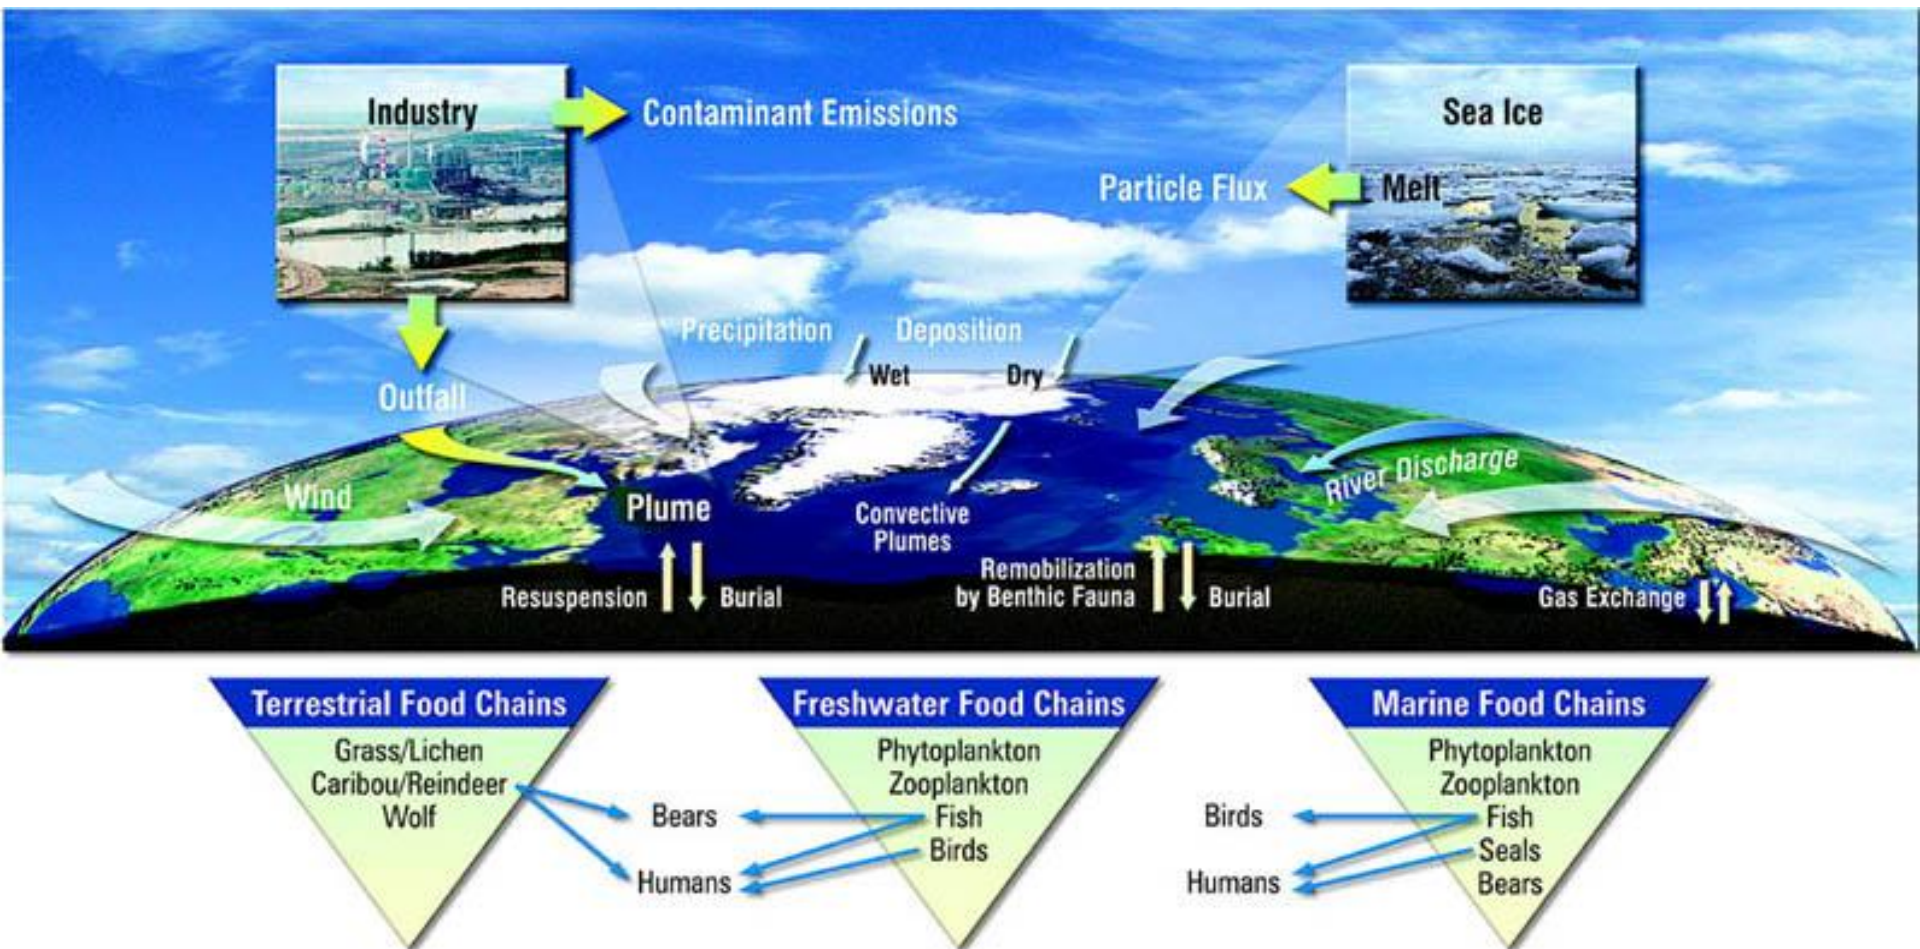 Industry
Contaminant Emissions
Sea Ice
Particle Flux
Melt
Precipitation
Deposition
Wet
Dry
Outfall
Wind
Plume
Convective
Plumes
River Discharge
Resuspension
Burial
Remobilization
by Benthic Fauna
Burial
Gas Exchange
Terrestrial Food Chains
Grass/Lichen
Caribou/Reindeer
Wolf
Bears
Humans
Freshwater Food Chains
Phytoplankton
Zooplankton
Fish
Birds
Birds
Humans
Marine Food Chains
Phytoplankton
Zooplankton
Fish
Seals
Bears